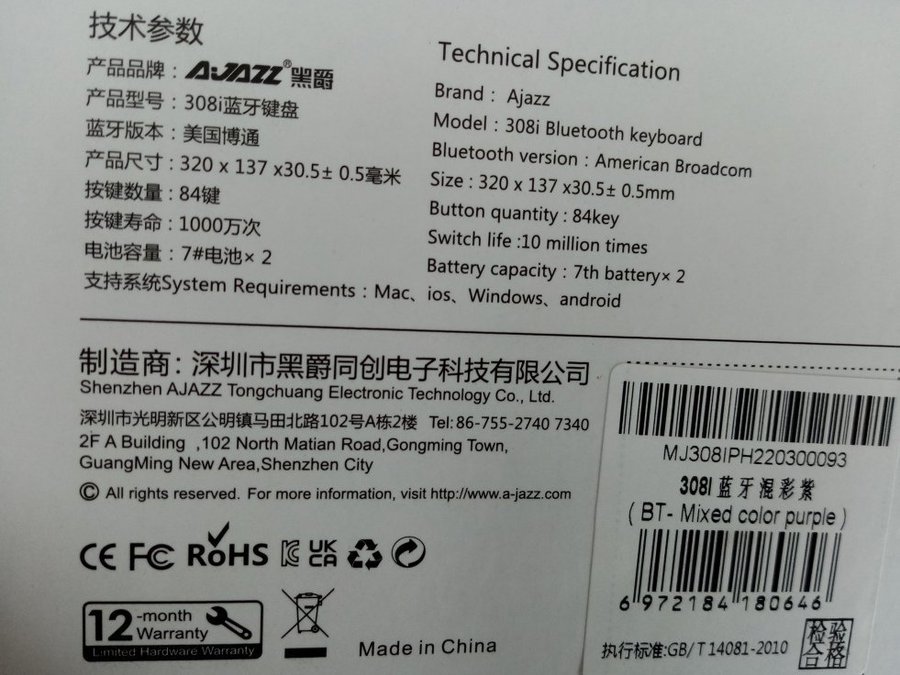 技术参数
产品品牌：AJAZZ®黑爵
产品型号：308i蓝牙键盘
蓝牙版本：美国博通
产品尺寸：320 x 137 x30.5± 0.5毫米
按键数量：84键
按键寿命：1000万次
电池容量：7#电池× 2
支持系统System Requirements：Mac、ios、Windows、android
Technical Specification
Brand： Ajazz
Model：308i Bluetooth keyboard
Bluetooth version：American Broadcom
Size：320 x 137 x30.5± 0.5mm
Button quantity：84key
Switch life :10 million times
Battery capacity：7th battery× 2
制造商: 深圳市黑爵同创电子科技有限公司
Shenzhen AJAZZ Tongchuang Electronic Technology Co., Ltd.
深圳市光明新区公明镇马田北路102号A栋2楼 Tel:86-755-2740 7340
2F A Building ,102 North Matian Road,Gongming Town,
GuangMing New Area,Shenzhen City
© All rights reserved. For more information, visit http://www.a-jazz.com
CE FC RoHS KC UK CA
12-month
Warranty
Limited Hardware Warranty
Made in China
MJ308IPH220300093
308I蓝牙混彩紫
( BT- Mixed color purple )
6 972184 180646
执行标准:GB/T 14081-2010
检验
合格